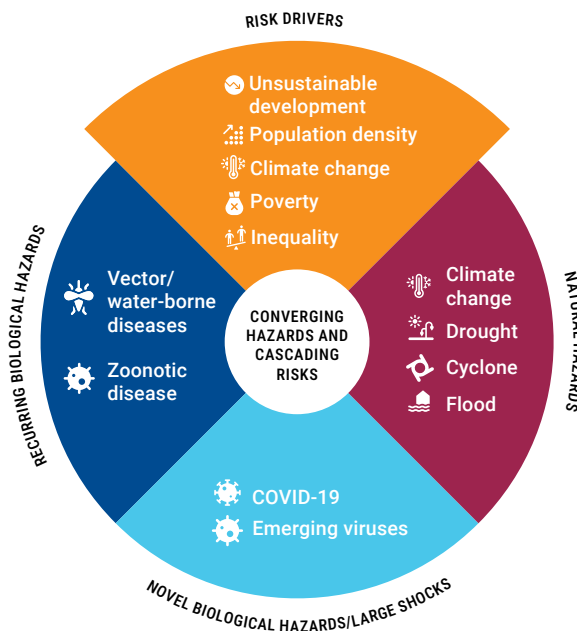 RISK DRIVERS
Unsustainable
development
Population density
Climate change
Poverty
Inequality
RECURRING BIOLOGICAL HAZARDS
Vector/
water-borne
diseases
Zoonotic
disease
CONVERGING
HAZARDS AND
CASCADING
RISKS
NATURAL HAZARDS
Climate
change
Drought
Cyclone
Flood
COVID-19
Emerging viruses
NOVEL BIOLOGICAL HAZARDS/LARGE SHOCKS